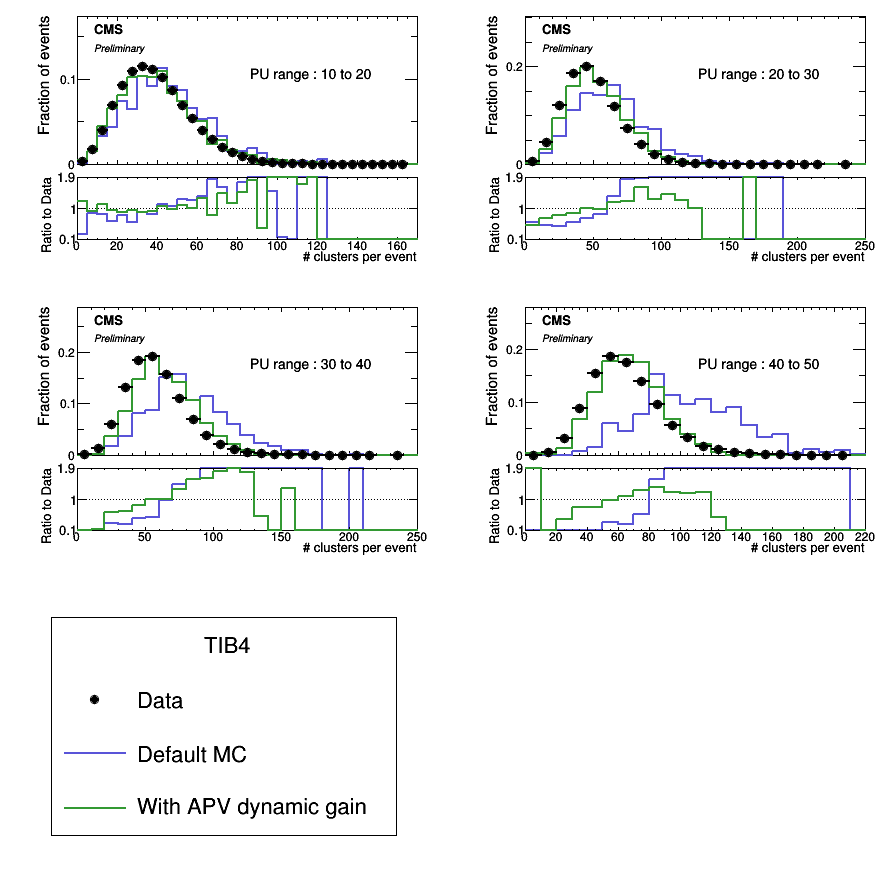 CMS
Preliminary
PU range : 10 to 20
Fraction of events
0.1
0
Ratio to Data
1.9
1
0.1
0 20 40 60 80 100 120 140 160
# clusters per event
CMS
Preliminary
PU range : 20 to 30
Fraction of events
0.2
0.1
0
Ratio to Data
1.9
1
0.1
0 50 100 150 200 250
# clusters per event
CMS
Preliminary
PU range : 30 to 40
Fraction of events
0.2
0.1
0
Ratio to Data
1.9
1
0.1
0 50 100 150 200 250
# clusters per event
CMS
Preliminary
PU range : 40 to 50
Fraction of events
0.2
0.1
0
Ratio to Data
1.9
1
0.1
0 20 40 60 80 100 120 140 160 180 200 220
# clusters per event
TIB4
Data
Default MC
With APV dynamic gain